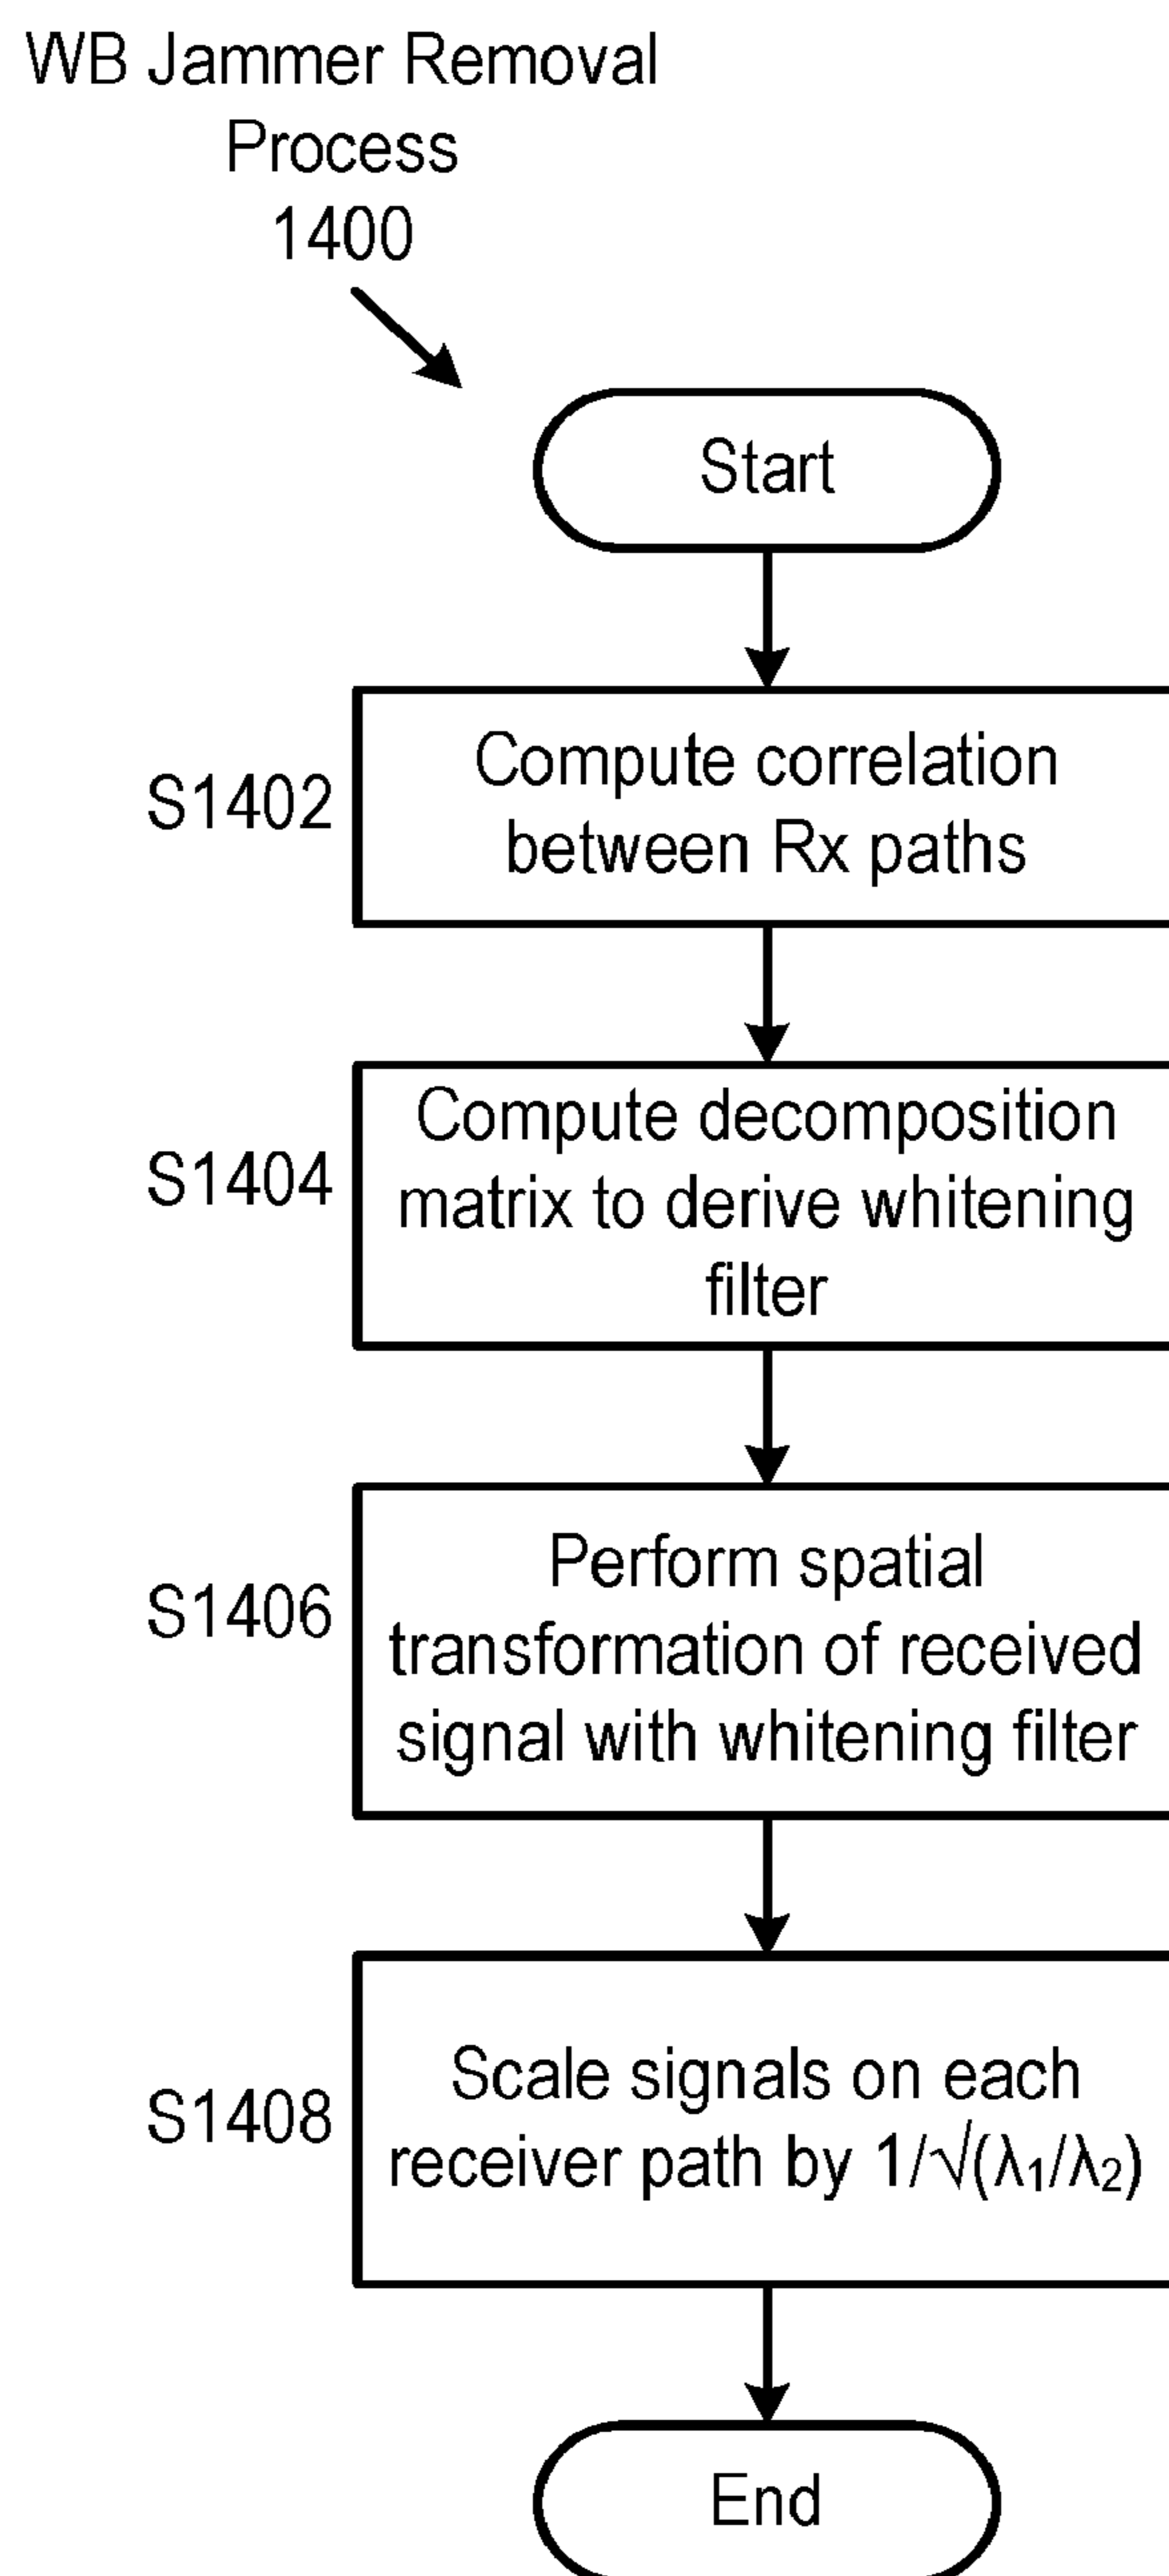 WB Jammer Removal
Process
1400
Start
S1402
Compute correlation
between Rx paths
S1404
Compute decomposition
matrix to derive whitening
filter
S1406
Perform spatial
transformation of received
signal with whitening filter
S1408
Scale signals on each
receiver path by 1/√(λ₁/λ₂)
End